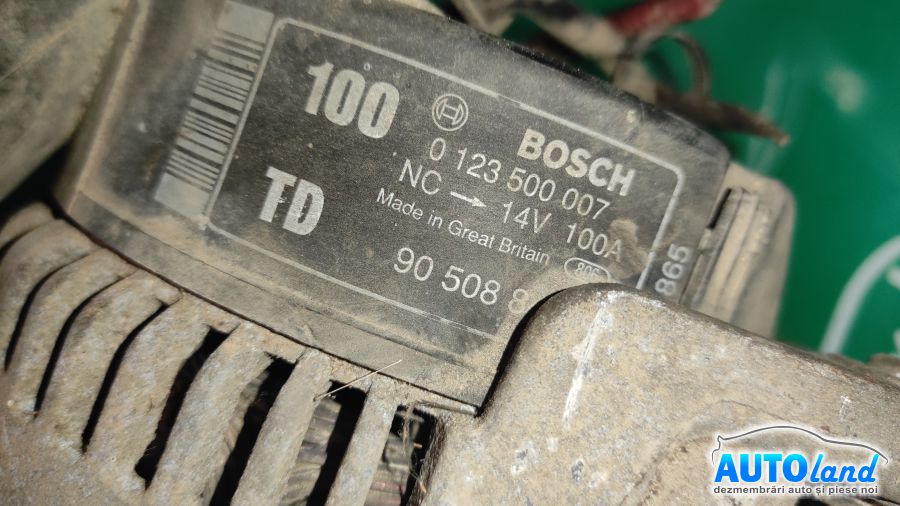 100
BOSCH
0 123 500 007
NC → 14V 100A
TD
Made in Great Britain
90 508
865
AUTOland
dezmembrări auto și piese noi